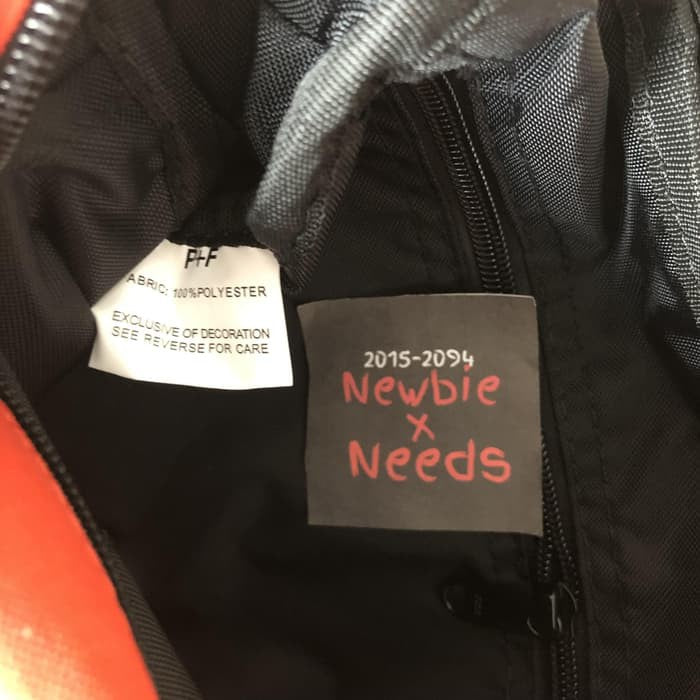 P+F
ABRIC: 100%POLYESTER
EXCLUSIVE OF DECORATION
SEE REVERSE FOR CARE
2015-2094
Newbie
x
Needs